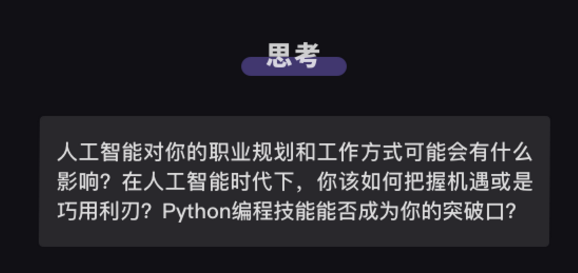 思考
人工智能对你的职业规划和工作方式可能会有什么
影响？在人工智能时代下，你该如何把握机遇或是
巧用利刃？Python编程技能能否成为你的突破口？